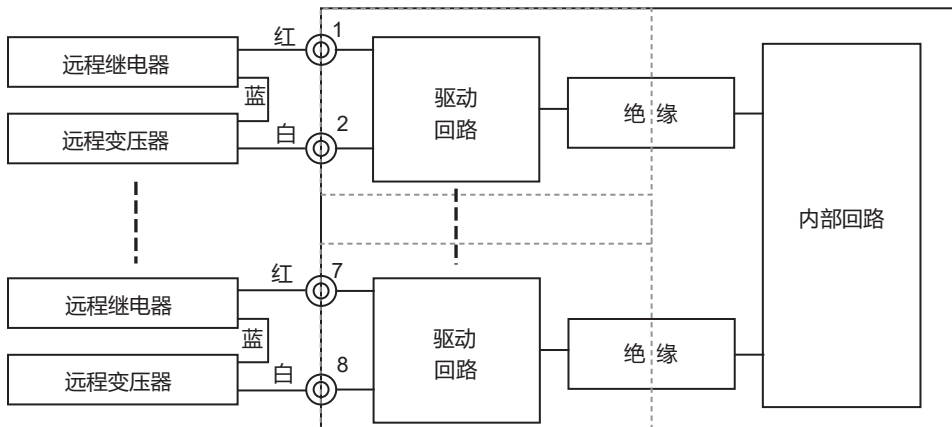 红
1
远程继电器
蓝
远程变压器
白
2
驱动
回路
绝 缘
内部回路
红
7
远程继电器
蓝
远程变压器
白
8
驱动
回路
绝 缘